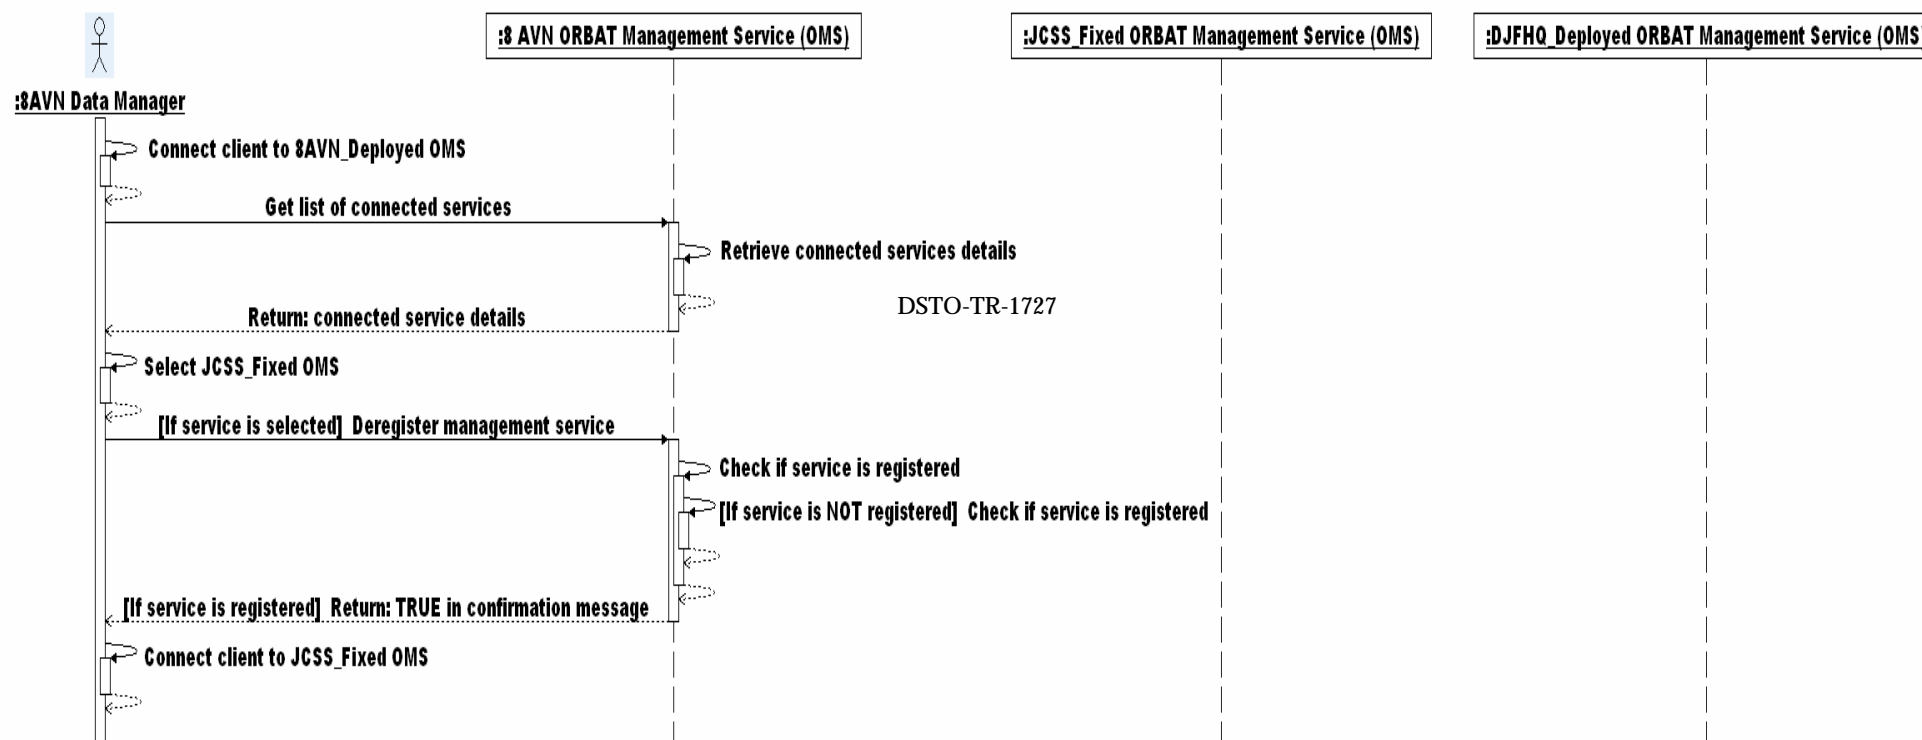 :8 AVN ORBAT Management Service (OMS)
:JCSS_Fixed ORBAT Management Service (OMS)
:DJFHQ_Deployed ORBAT Management Service (OMS)
:8AVN Data Manager
Connect client to 8AVN_Deployed OMS
Get list of connected services
Retrieve connected services details
DSTO-TR-1727
Return: connected service details
Select JCSS_Fixed OMS
[If service is selected] Deregister management service
Check if service is registered
[If service is NOT registered] Check if service is registered
[If service is registered] Return: TRUE in confirmation message
Connect client to JCSS_Fixed OMS